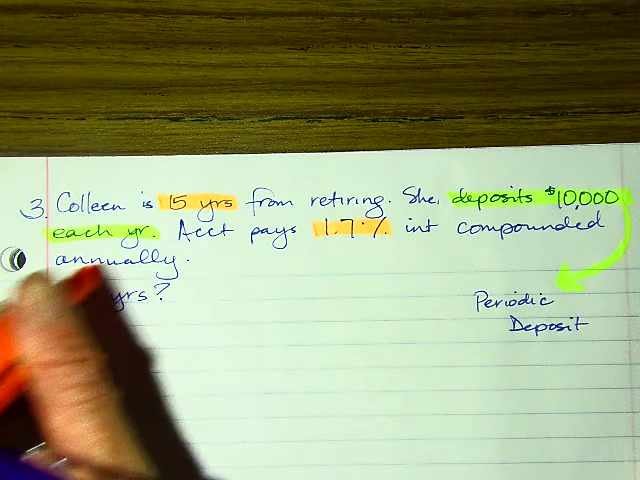 3. Colleen is 15 yrs from retiring. She deposits $10,000
each yr. Acct pays 1.7% int compounded
annually.
yrs?
Periodic
Deposit